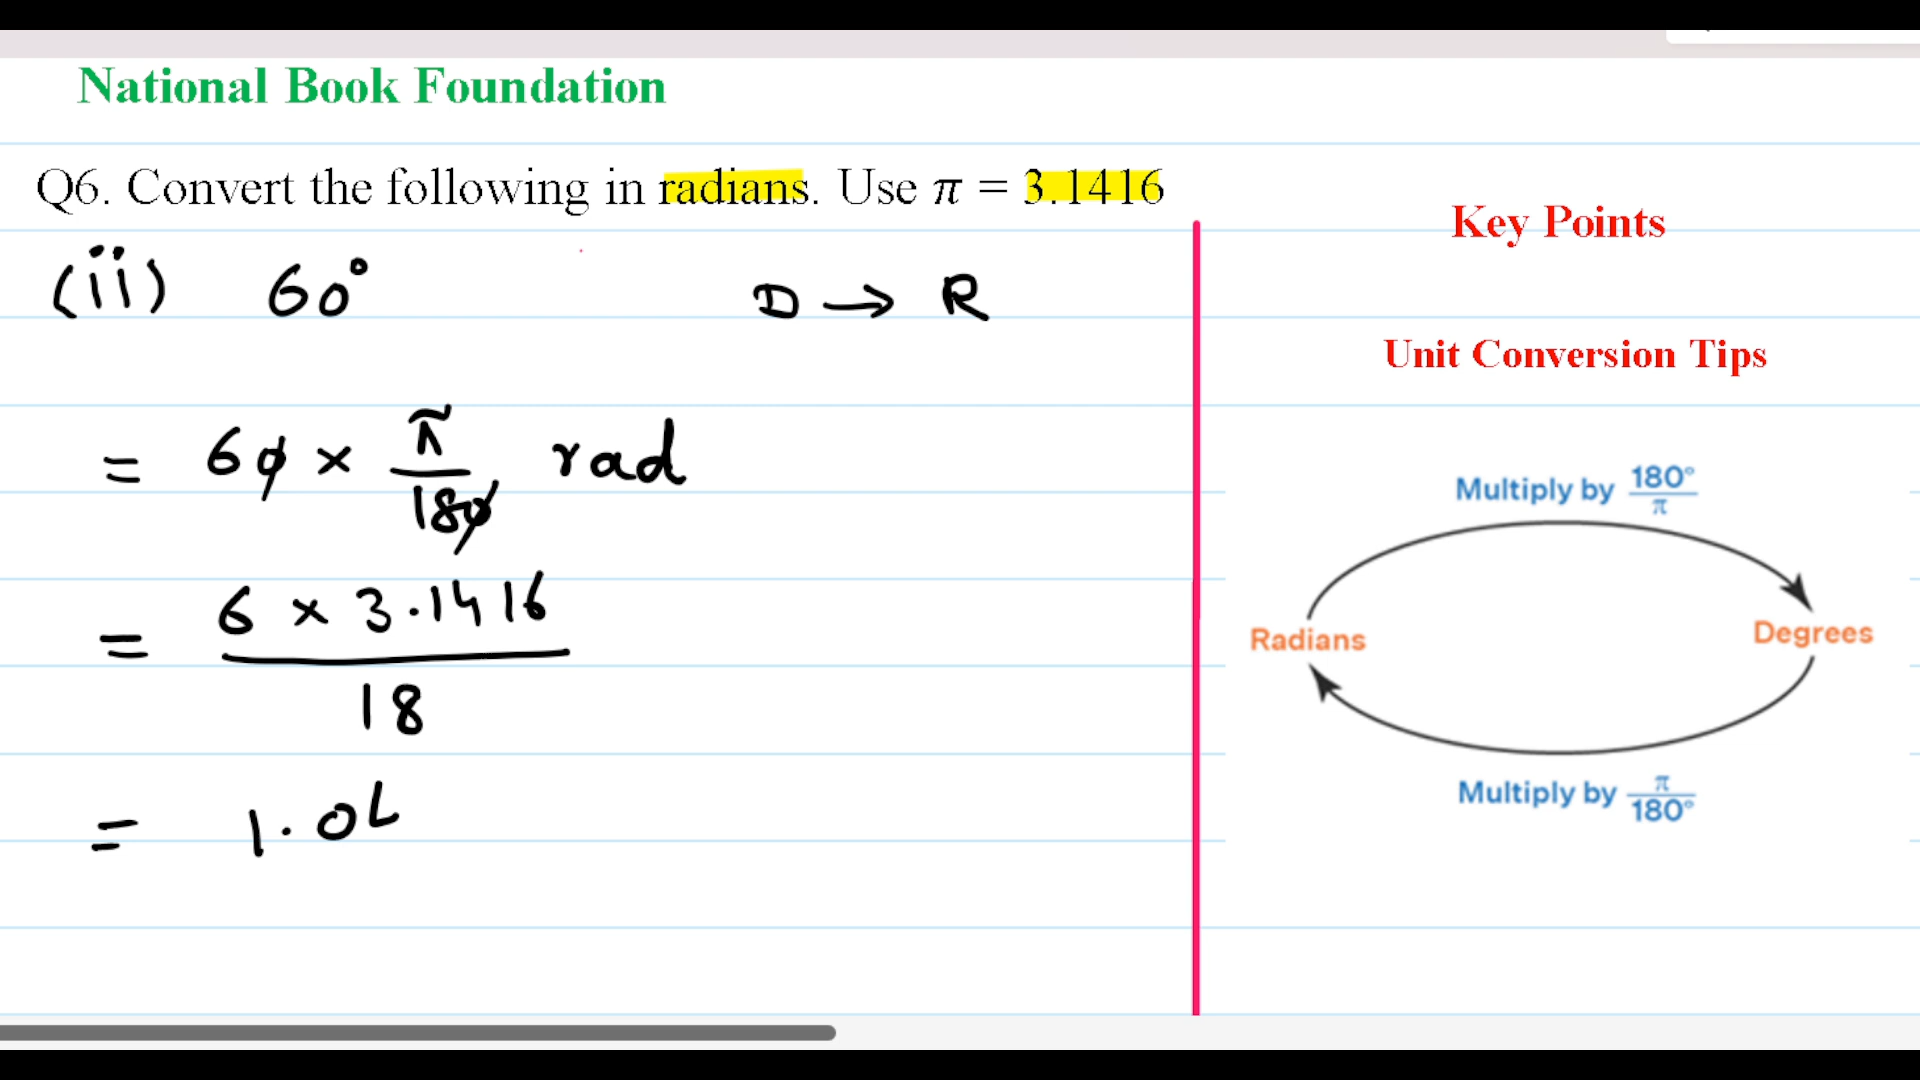 National Book Foundation
Q6. Convert the following in radians. Use π = 3.1416
(ii) 60° D → R
= 60 × π/180 rad
= 6 × 3.1416 / 18
= 1.0
Key Points
Unit Conversion Tips
Multiply by 180°/π
Radians
Degrees
Multiply by π/180°